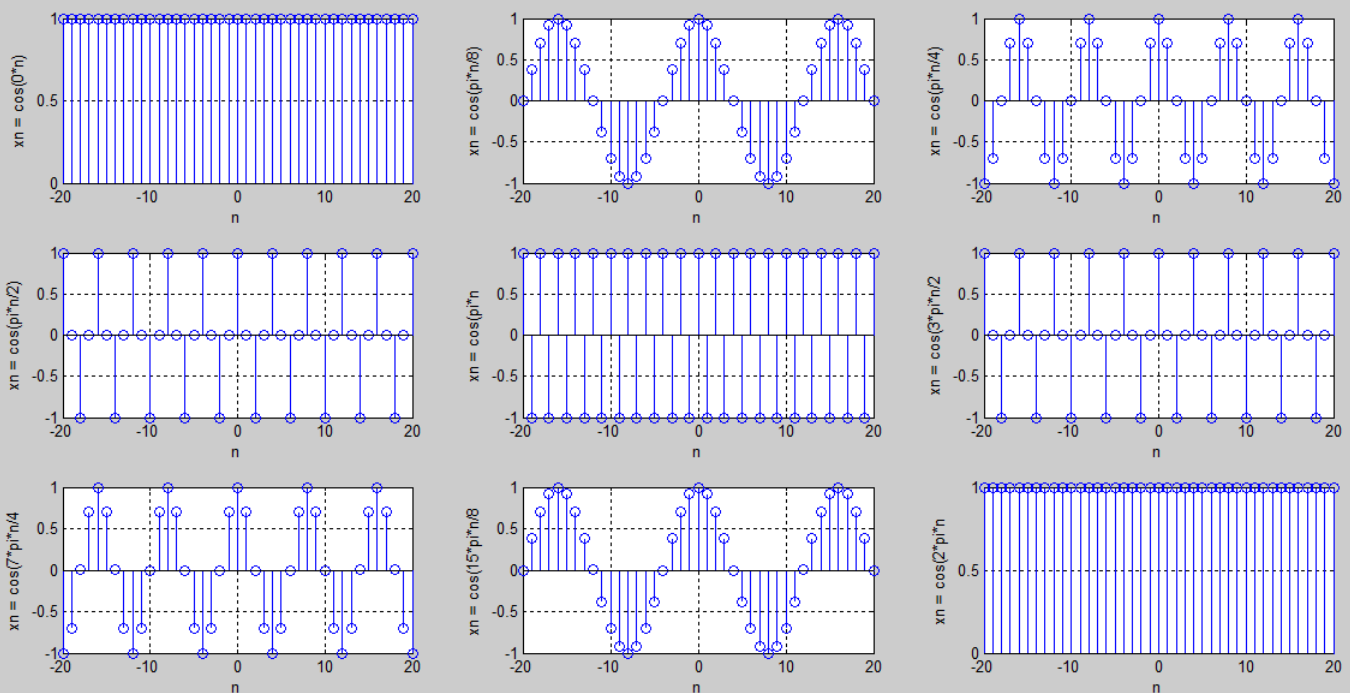 xn = cos(0*n)
1
0.5
0
-20 -10 0 10 20
n
xn = cos(pi*n/8)
1
0.5
0
-0.5
-1
-20 -10 0 10 20
n
xn = cos(pi*n/4)
1
0.5
0
-0.5
-1
-20 -10 0 10 20
n
xn = cos(pi*n/2)
1
0.5
0
-0.5
-1
-20 -10 0 10 20
n
xn = cos(pi*n
1
0.5
0
-0.5
-1
-20 -10 0 10 20
n
xn = cos(3*pi*n/2
1
0.5
0
-0.5
-1
-20 -10 0 10 20
n
xn = cos(7*pi*n/4
1
0.5
0
-0.5
-1
-20 -10 0 10 20
n
xn = cos(15*pi*n/8
1
0.5
0
-0.5
-1
-20 -10 0 10 20
n
xn = cos(2*pi*n
1
0.5
0
-20 -10 0 10 20
n